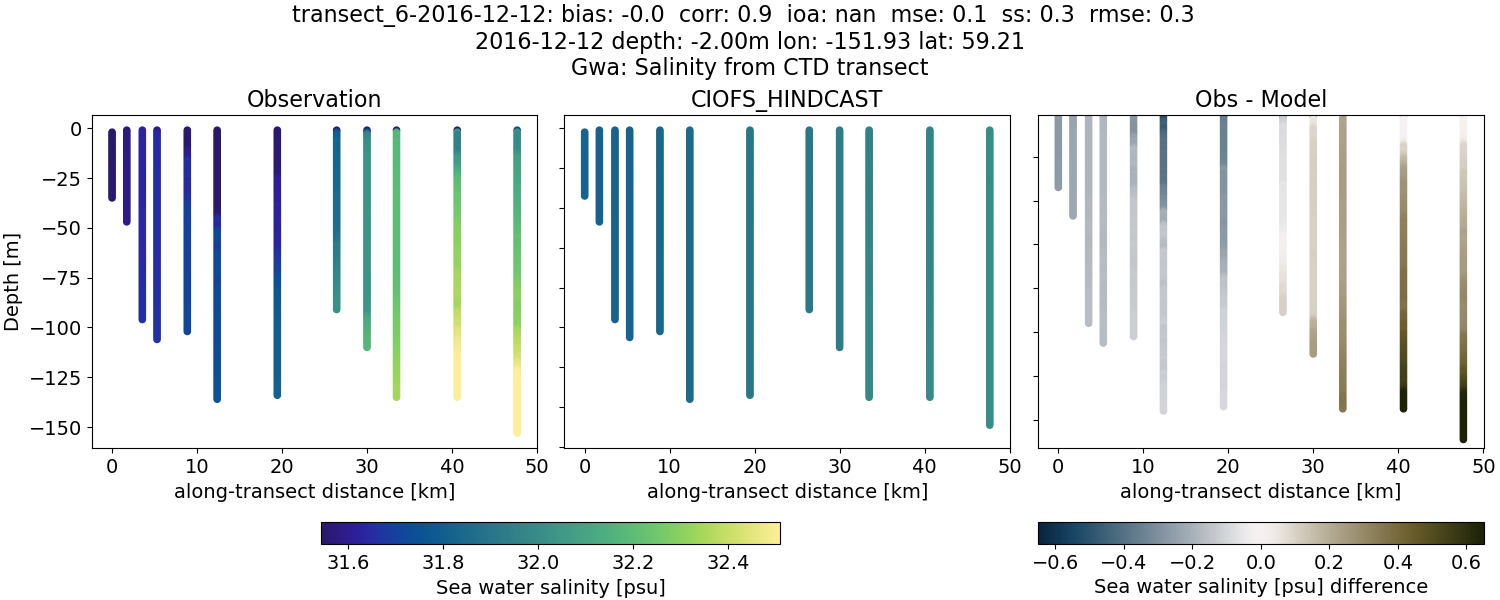 transect_6-2016-12-12: bias: -0.0  corr: 0.9  ioa: nan  mse: 0.1  ss: 0.3  rmse: 0.3
2016-12-12 depth: -2.00m lon: -151.93 lat: 59.21
Gwa: Salinity from CTD transect
Observation
CIOFS_HINDCAST
Obs - Model
Depth [m]
0
−25
−50
−75
−100
−125
−150
0 10 20 30 40 50
0 10 20 30 40 50
0 10 20 30 40 50
along-transect distance [km]
along-transect distance [km]
along-transect distance [km]
31.6 31.8 32.0 32.2 32.4
Sea water salinity [psu]
−0.6 −0.4 −0.2 0.0 0.2 0.4 0.6
Sea water salinity [psu] difference